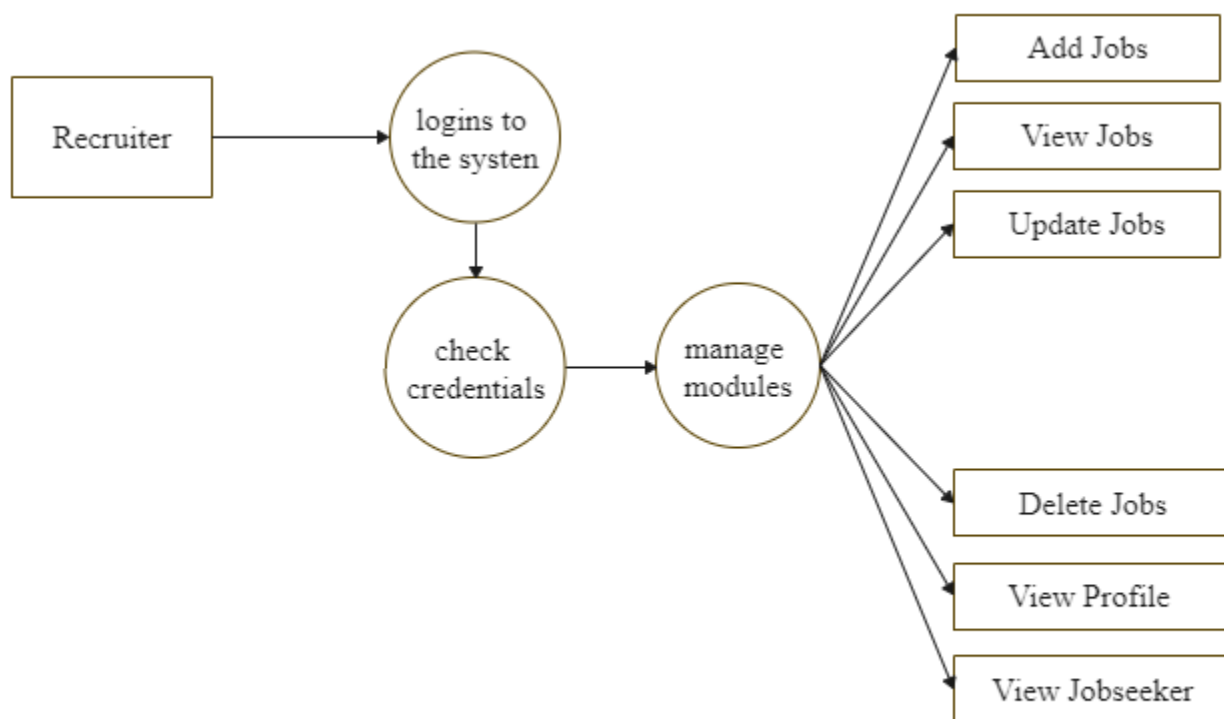 Recruiter
logins to
the systen
check
credentials
manage
modules
Add Jobs
View Jobs
Update Jobs
Delete Jobs
View Profile
View Jobseeker